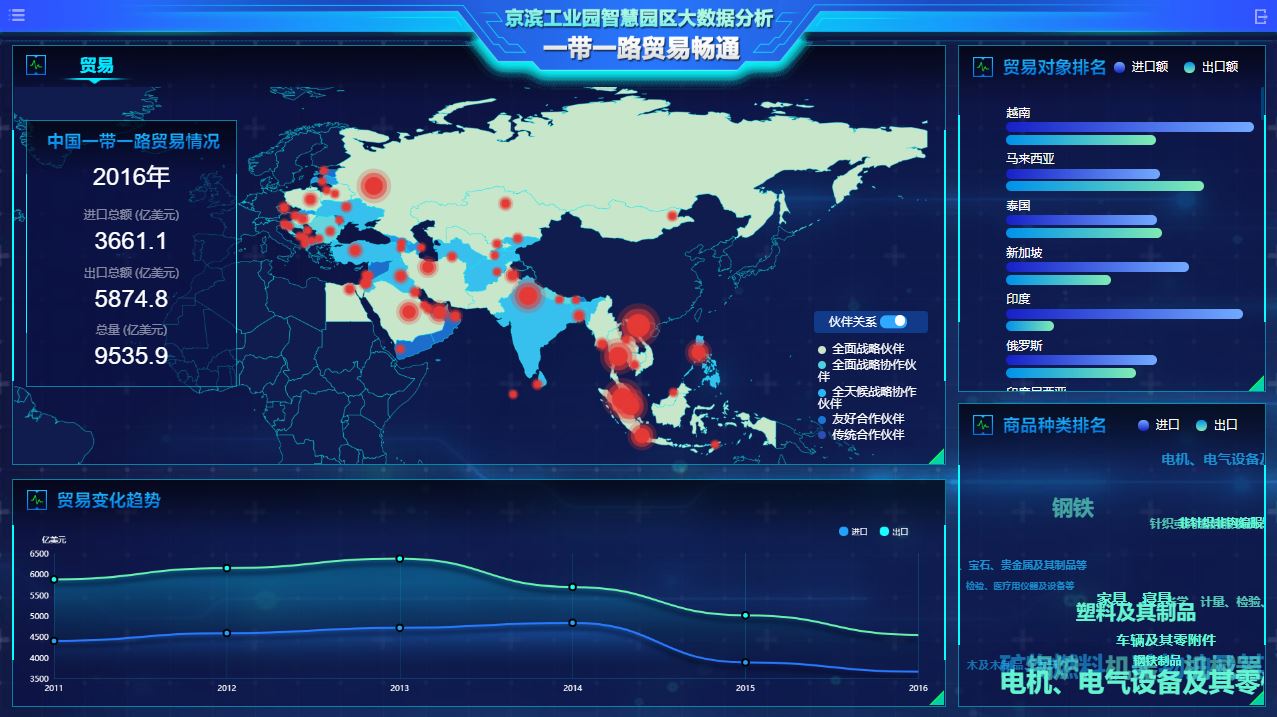 京滨工业园智慧园区大数据分析
一带一路贸易畅通
贸易
中国一带一路贸易情况
2016年
进口总额 (亿美元)
3661.1
出口总额 (亿美元)
5874.8
总量 (亿美元)
9535.9
伙伴关系
全面战略伙伴
全面战略协作伙
伴
全天候战略协作
伙伴
友好合作伙伴
传统合作伙伴
贸易对象排名 进口额 出口额
越南
马来西亚
泰国
新加坡
印度
俄罗斯
印度尼西亚
贸易变化趋势
亿美元
进口 出口
6500
6000
5500
5000
4500
4000
3500
2011 2012 2013 2014 2015 2016
商品种类排名 进口 出口
电机、电气设备及
钢铁
宝石、贵金属及其制品等
检验、医疗用仪器及设备等
家具、寝具
计量、检验、
塑料及其制品
车辆及其零附件
钢铁制品
电机、电气设备及其零